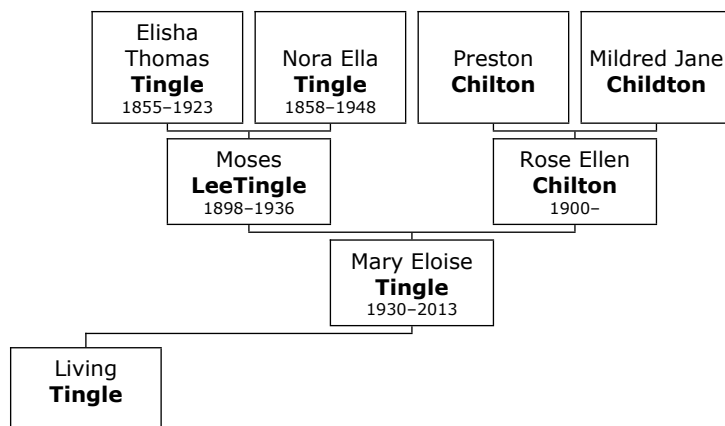 Elisha
Thomas
Tingle
1855–1923
Nora Ella
Tingle
1858–1948
Preston
Chilton
Mildred Jane
Childton
Moses
LeeTingle
1898–1936
Rose Ellen
Chilton
1900–
Mary Eloise
Tingle
1930–2013
Living
Tingle